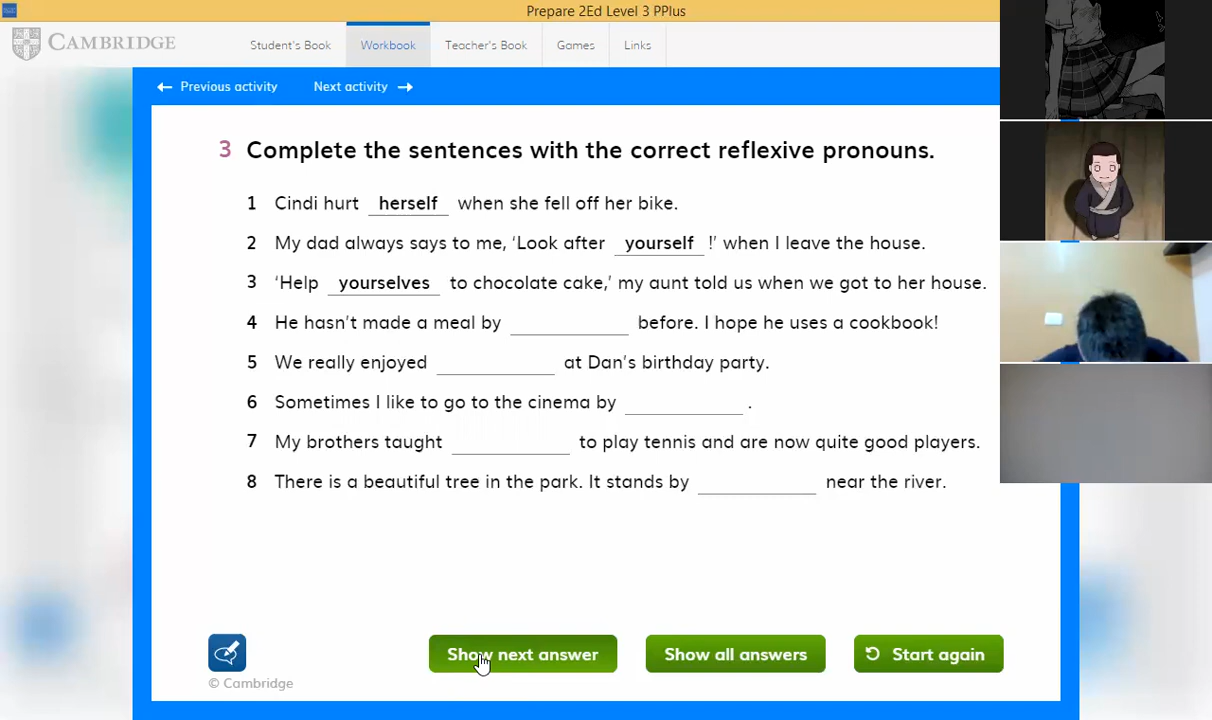 Prepare 2Ed Level 3 PPlus
CAMBRIDGE Student's Book Workbook Teacher's Book Games Links
Previous activity Next activity
3 Complete the sentences with the correct reflexive pronouns.
1 Cindi hurt herself when she fell off her bike.
2 My dad always says to me, ‘Look after yourself !’ when I leave the house.
3 ‘Help yourselves to chocolate cake,’ my aunt told us when we got to her house.
4 He hasn’t made a meal by ____________ before. I hope he uses a cookbook!
5 We really enjoyed ____________ at Dan’s birthday party.
6 Sometimes I like to go to the cinema by ____________ .
7 My brothers taught ____________ to play tennis and are now quite good players.
8 There is a beautiful tree in the park. It stands by ____________ near the river.
Show next answer Show all answers Start again
© Cambridge